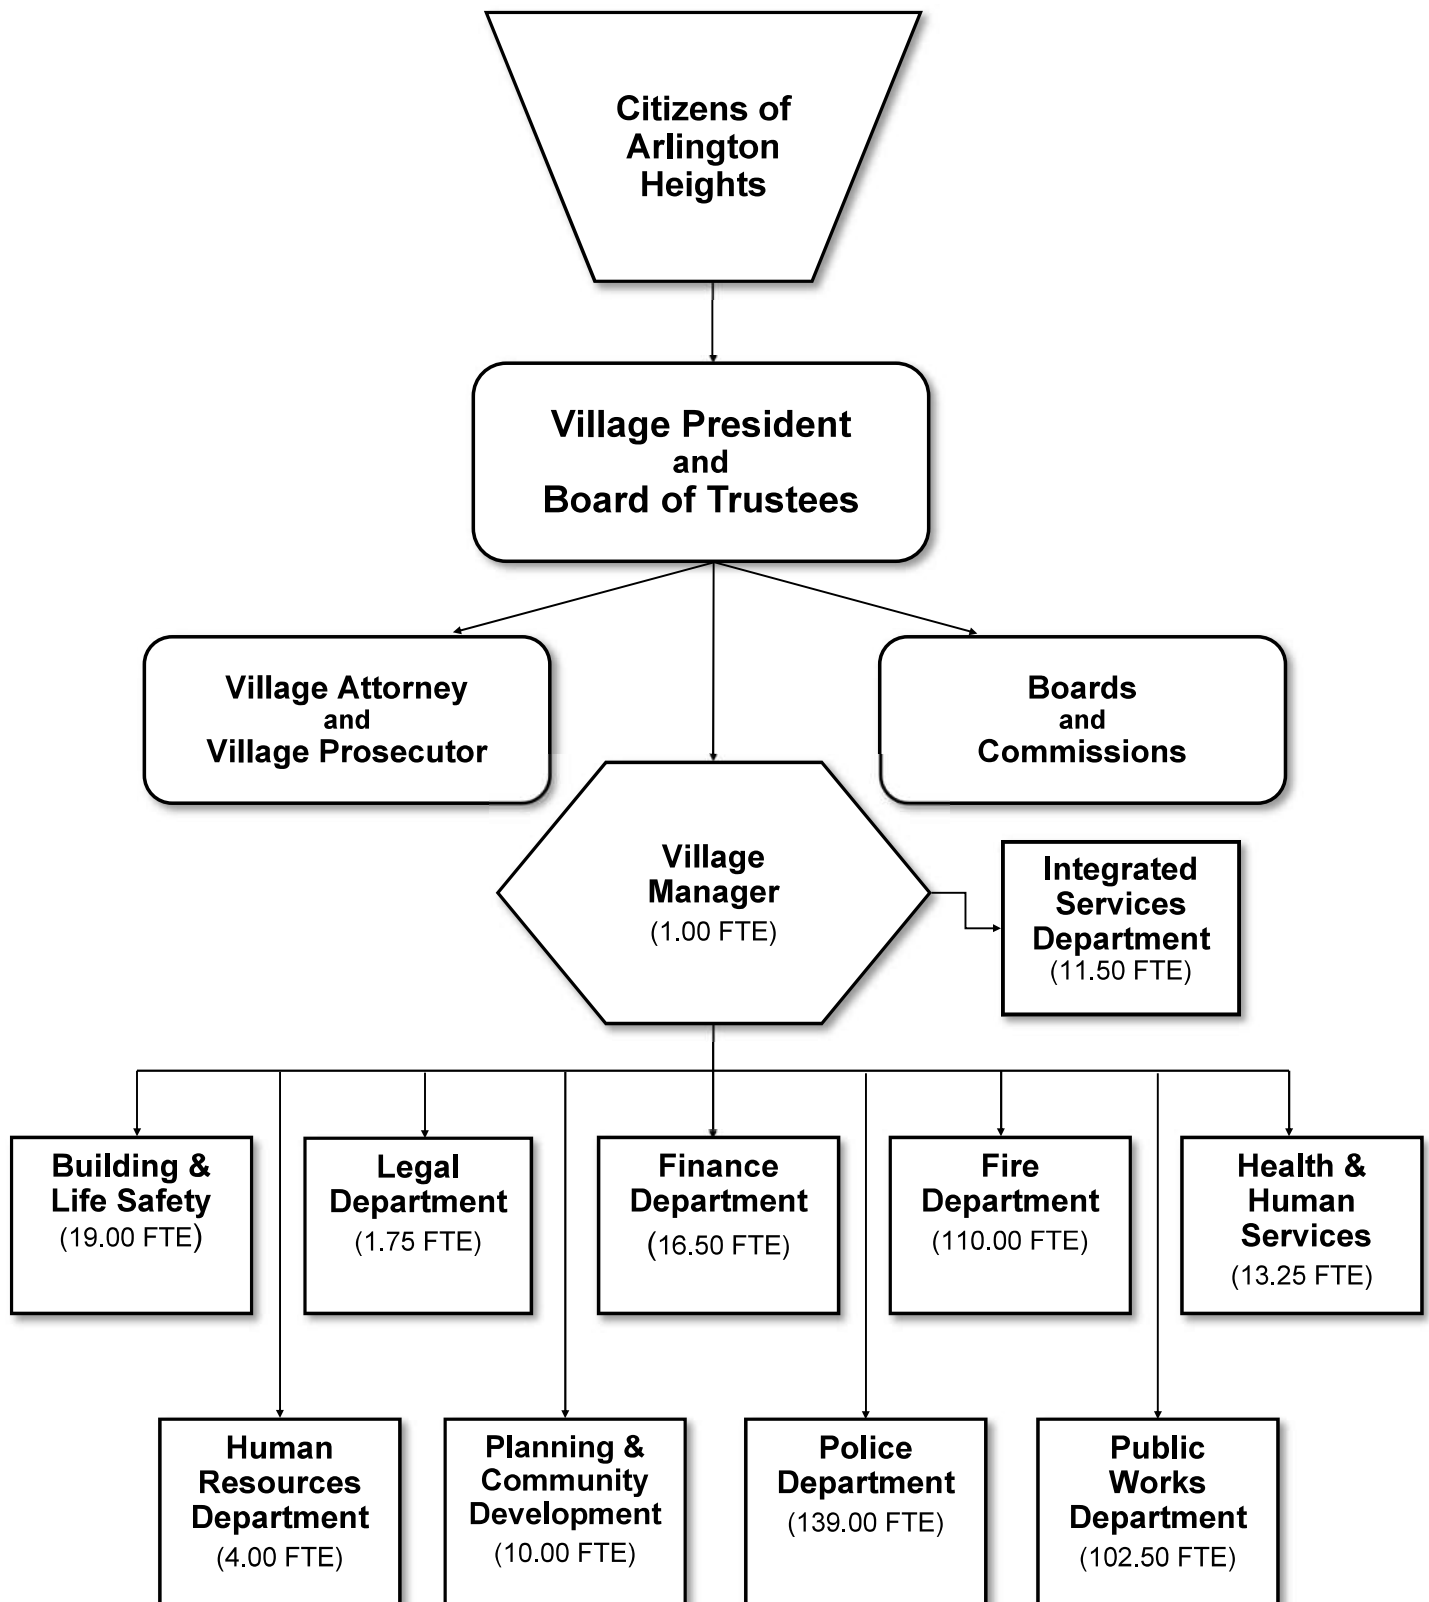 Citizens of
Arlington
Heights
Village President
and
Board of Trustees
Village Attorney
and
Village Prosecutor
Boards
and
Commissions
Village
Manager
(1.00 FTE)
Integrated
Services
Department
(11.50 FTE)
Building &
Life Safety
(19.00 FTE)
Legal
Department
(1.75 FTE)
Finance
Department
(16.50 FTE)
Fire
Department
(110.00 FTE)
Health &
Human
Services
(13.25 FTE)
Human
Resources
Department
(4.00 FTE)
Planning &
Community
Development
(10.00 FTE)
Police
Department
(139.00 FTE)
Public
Works
Department
(102.50 FTE)